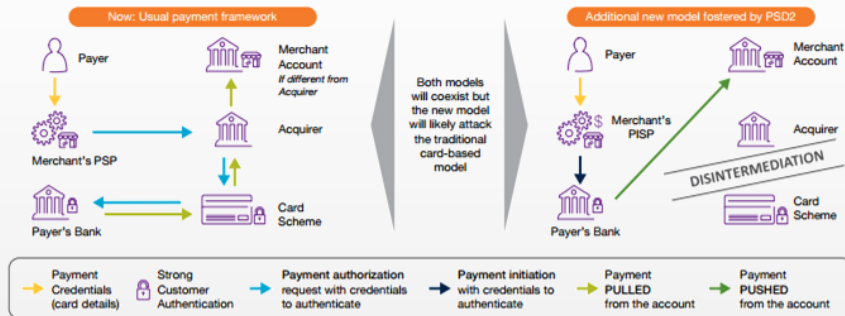 Now: Usual payment framework
Payer
Merchant
Account
If different from
Acquirer
Acquirer
Merchant's PSP
Payer's Bank
Card
Scheme
Both models
will coexist but
the new model
will likely attack
the traditional
card-based
model
Additional new model fostered by PSD2
Payer
Merchant
Account
$
Merchant's
PISP
Acquirer
DISINTERMEDIATION
Payer's Bank
Card
Scheme
Payment
Credentials
(card details)
Strong
Customer
Authentication
Payment authorization
request with credentials
to authenticate
Payment initiation
with credentials to
authenticate
Payment
PULLED
from the account
Payment
PUSHED
from the account